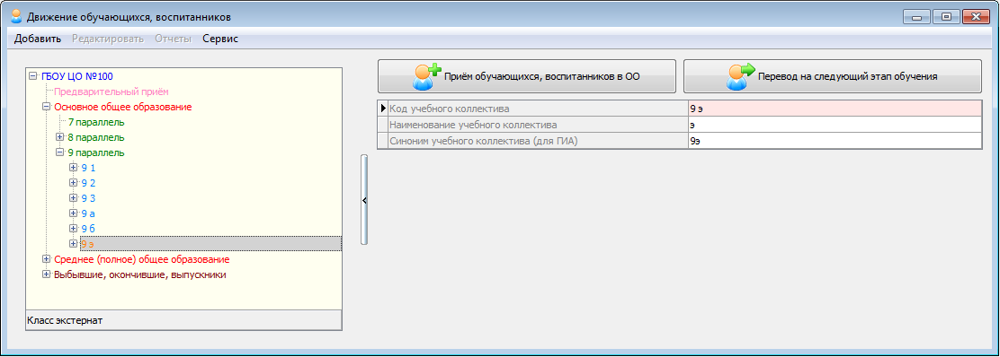 Движение обучающихся, воспитанников
Добавить Редактировать Отчеты Сервис
ГБОУ ЦО №100
Предварительный приём
Основное общее образование
7 параллель
8 параллель
9 параллель
9 1
9 2
9 3
9 а
9 б
9 э
Среднее (полное) общее образование
Выбывшие, окончившие, выпускники
Класс экстернат
Приём обучающихся, воспитанников в ОО
Перевод на следующий этап обучения
Код учебного коллектива 9 э
Наименование учебного коллектива э
Синоним учебного коллектива (для ГИА) 9э